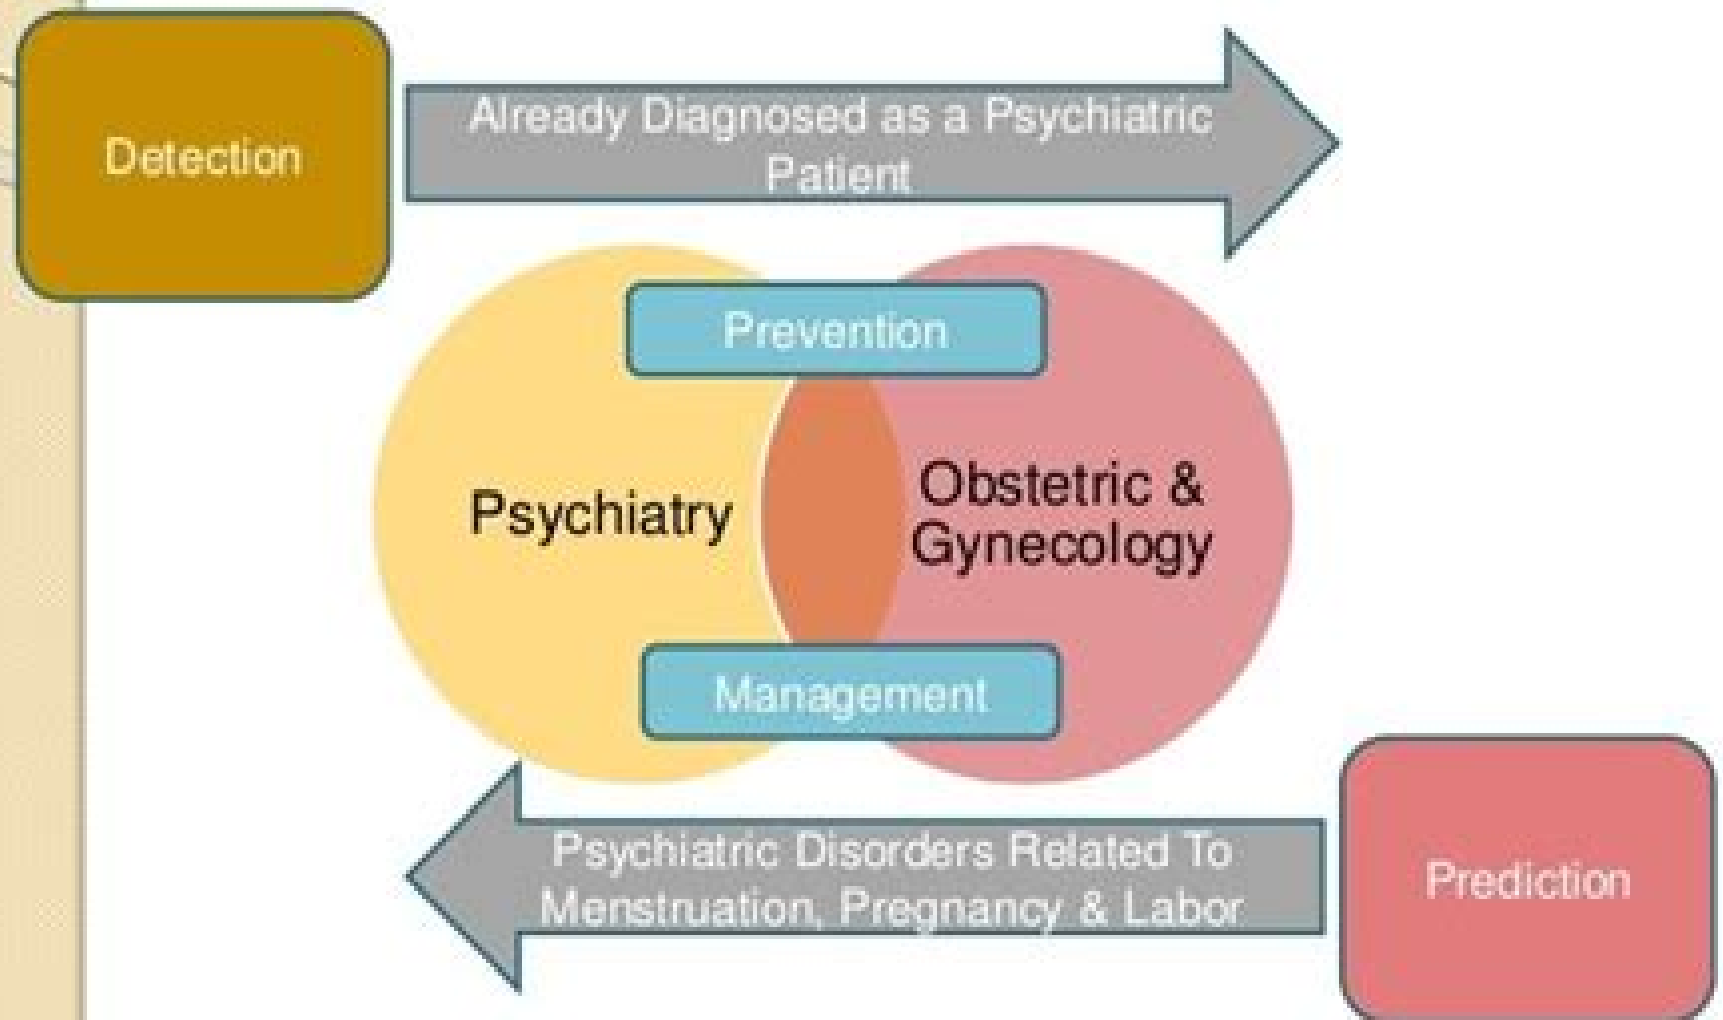 Detection
Already Diagnosed as a Psychiatric
Patient
Prevention
Psychiatry
Obstetric &
Gynecology
Management
Psychiatric Disorders Related To
Menstruation, Pregnancy & Labor
Prediction